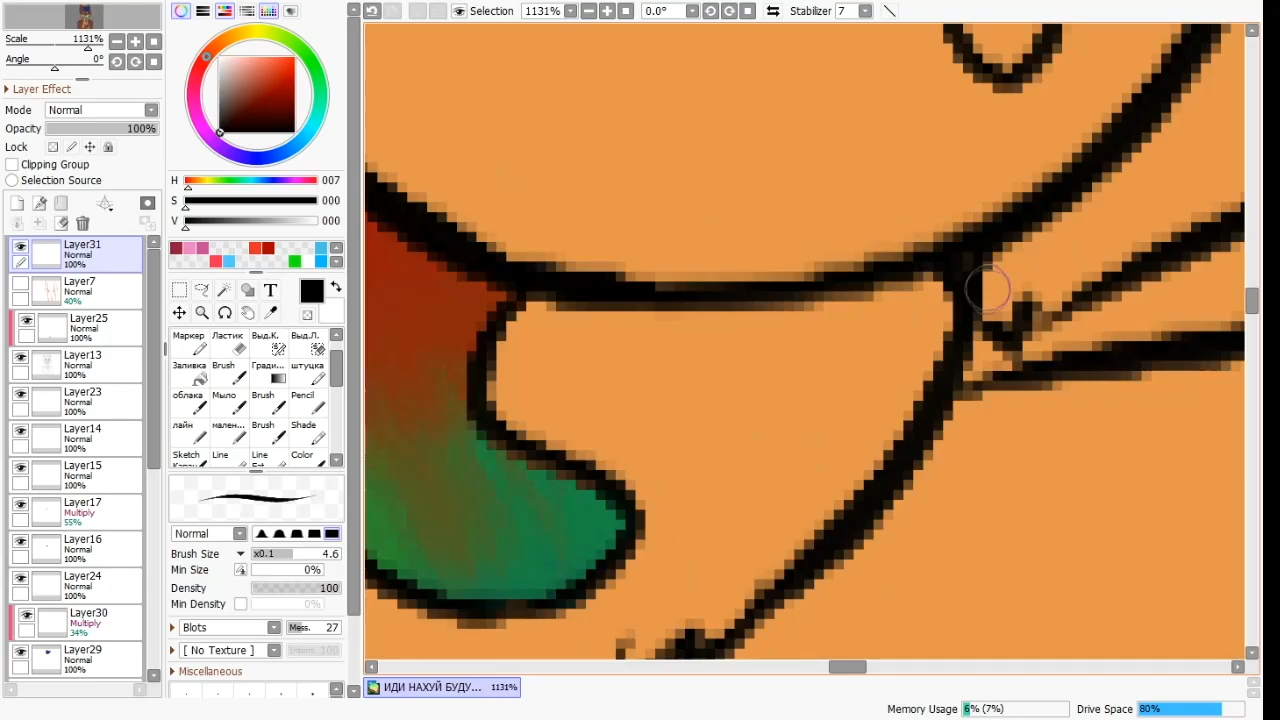 Scale 1131%
Angle 0°
Layer Effect
Mode Normal
Opacity 100%
Lock
Clipping Group
Selection Source
Layer31
Normal
100%
Layer7
Normal
40%
Layer25
Normal
100%
Layer13
Normal
100%
Layer23
Normal
100%
Layer14
Normal
100%
Layer15
Normal
100%
Layer17
Multiply
55%
Layer16
Normal
100%
Layer24
Normal
100%
Layer30
Multiply
34%
Layer29
Normal
100%
H 007
S 000
V 000
T
Маркер Ластик Выд.К. Выд.Л.
Заливка Brush Гради... штуцка
облака Мыло Brush Pencil
лайн мален... Brush Shade
Sketch Line Line Color
Normal
Brush Size x0.1 4.6
Min Size 0%
Density 100
Min Density 0%
Blots 27
[ No Texture ] 100
Miscellaneous
Selection 1131% 0.0° Stabilizer 7
ИДИ НАХУЙ БУДУ... 1131%
Memory Usage 6% (7%) Drive Space 80%